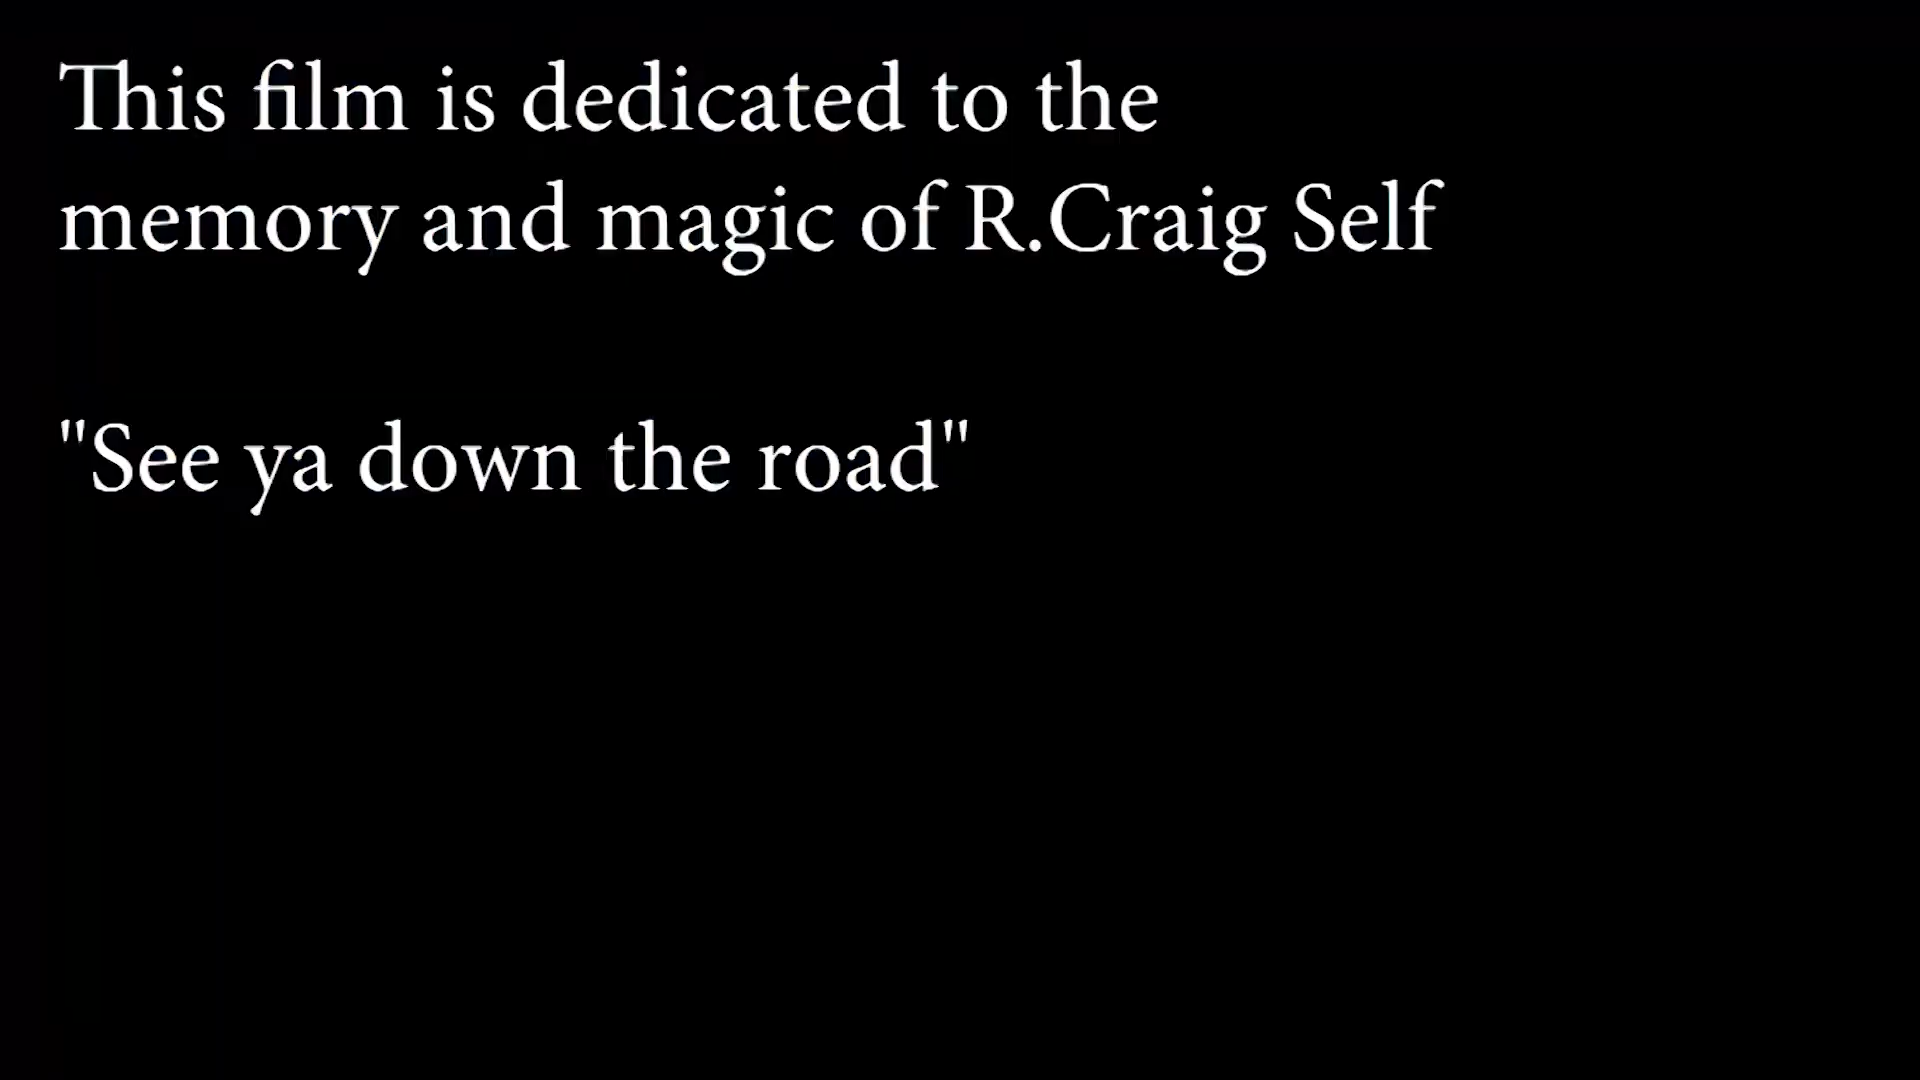 This film is dedicated to the
memory and magic of R.Craig Self
"See ya down the road"